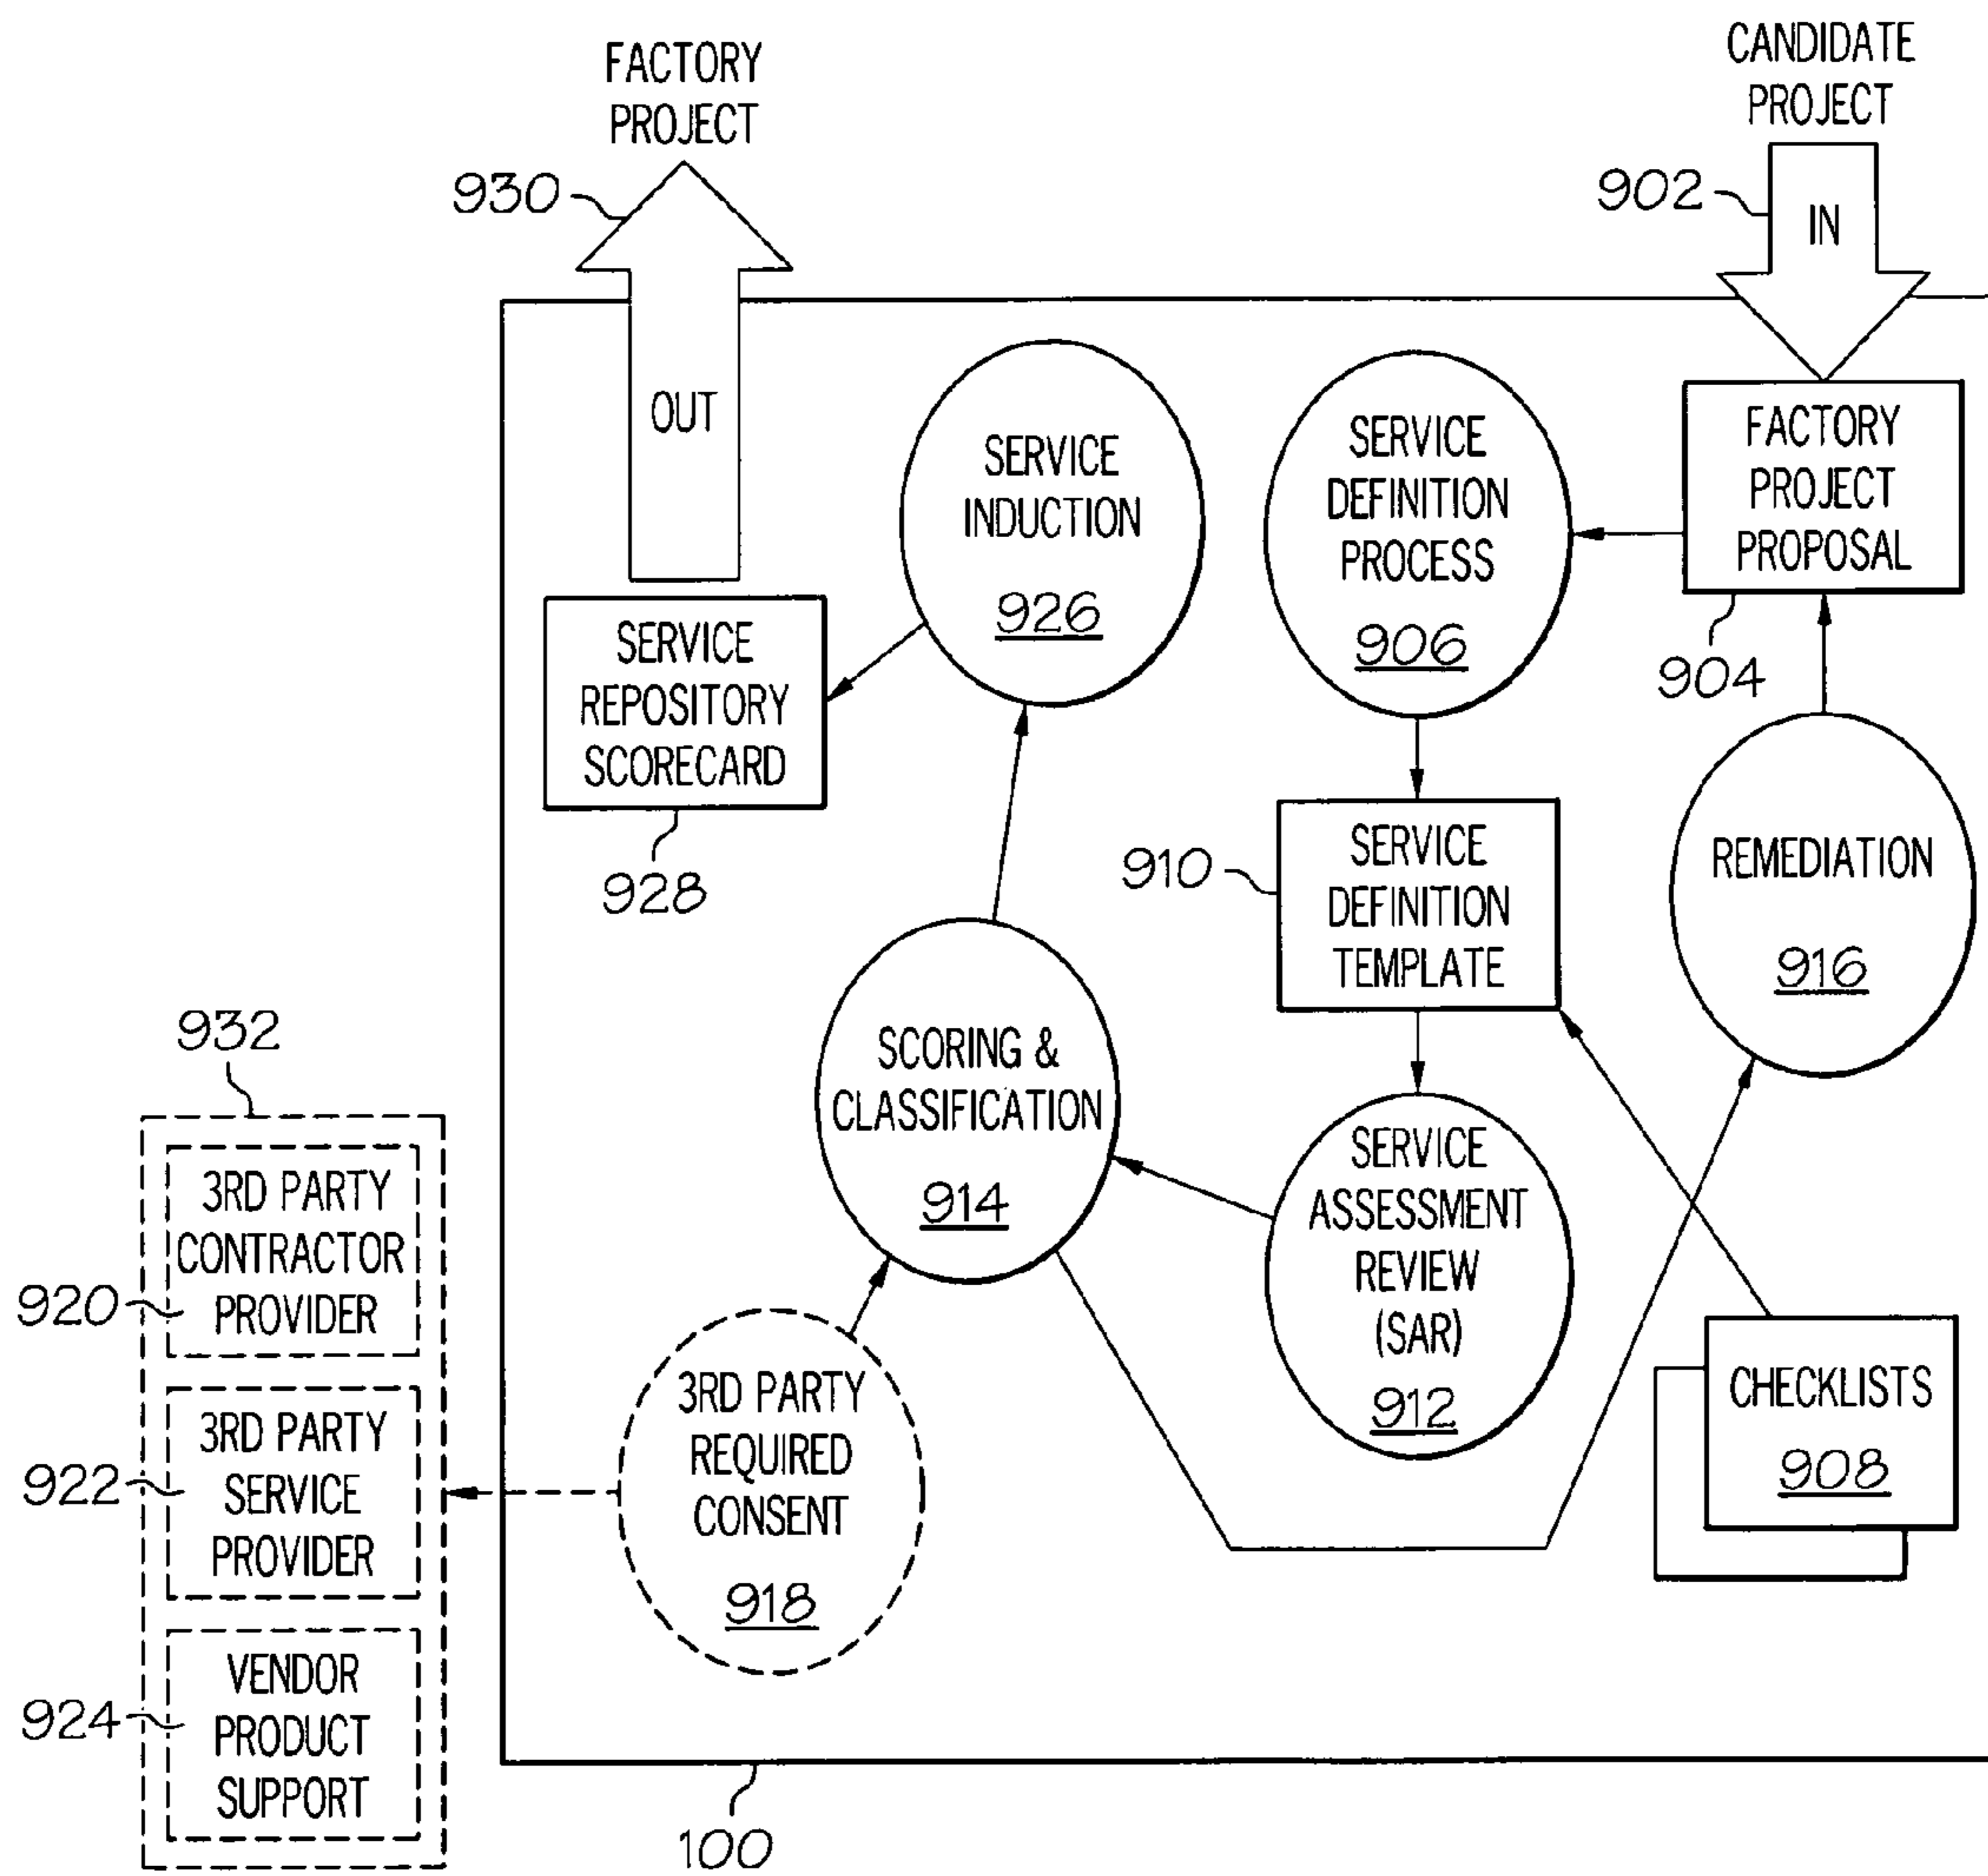 FACTORY
PROJECT
930
OUT
CANDIDATE
PROJECT
902
IN
SERVICE
INDUCTION
926
SERVICE
DEFINITION
PROCESS
906
FACTORY
PROJECT
PROPOSAL
904
SERVICE
REPOSITORY
SCORECARD
928
910
SERVICE
DEFINITION
TEMPLATE
REMEDIATION
916
SCORING &
CLASSIFICATION
914
SERVICE
ASSESSMENT
REVIEW
(SAR)
912
CHECKLISTS
908
932
3RD PARTY
CONTRACTOR
PROVIDER
920
3RD PARTY
SERVICE
PROVIDER
922
VENDOR
PRODUCT
SUPPORT
924
3RD PARTY
REQUIRED
CONSENT
918
100